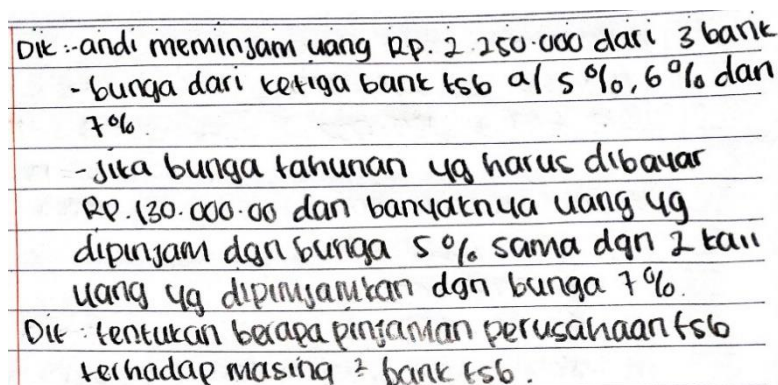 Dik :-andi meminjam uang Rp. 2.250.000 dari 3 bank
- bunga dari ketiga bank tsb al 5%, 6% dan
7%.
- Jika bunga tahunan yg harus dibayar
Rp.130.000.00 dan banyaknya uang yg
dipinjam dgn bunga 5% sama dgn 2 kali
uang yg dipinjamkan dgn bunga 7%.
Dit : tentukan berapa pinjaman perusahaan tsb
terhadap masing 2 bank tsb.